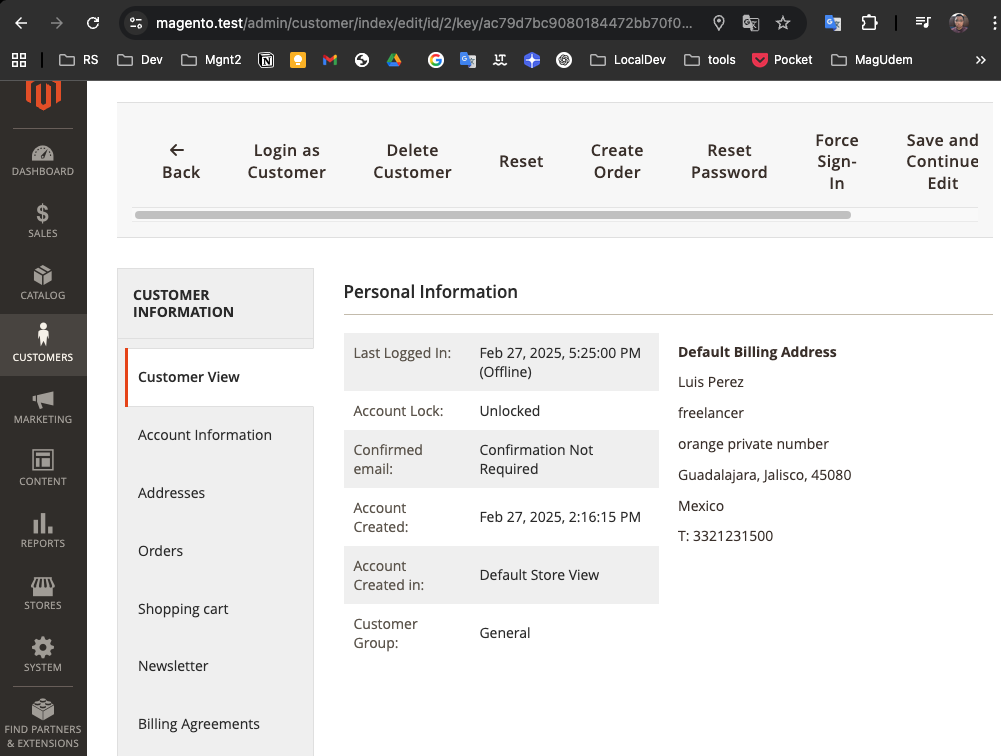 magento.test/admin/customer/index/edit/id/2/key/ac79d7bc9080184472bb70f0...
RS
Dev
Mgnt2
LocalDev
tools
Pocket
MagUdem
»
DASHBOARD
SALES
CATALOG
CUSTOMERS
MARKETING
CONTENT
REPORTS
STORES
SYSTEM
FIND PARTNERS
& EXTENSIONS
Back
Login as
Customer
Delete
Customer
Reset
Create
Order
Reset
Password
Force
Sign-
In
Save and
Continue
Edit
CUSTOMER
INFORMATION
Customer View
Account Information
Addresses
Orders
Shopping cart
Newsletter
Billing Agreements
Personal Information
Last Logged In:
Feb 27, 2025, 5:25:00 PM
(Offline)
Account Lock:
Unlocked
Confirmed
email:
Confirmation Not
Required
Account
Created:
Feb 27, 2025, 2:16:15 PM
Account
Created in:
Default Store View
Customer
Group:
General
Default Billing Address
Luis Perez
freelancer
orange private number
Guadalajara, Jalisco, 45080
Mexico
T: 3321231500